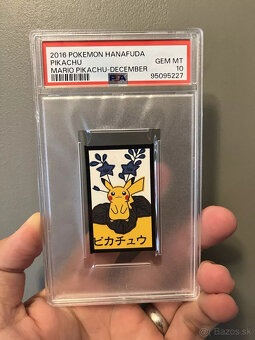 2016 POKEMON HANAFUDA
PIKACHU
GEM MT
MARIO PIKACHU-DECEMBER
10
PSA
95095227
ピカチュウ
Bazos.sk